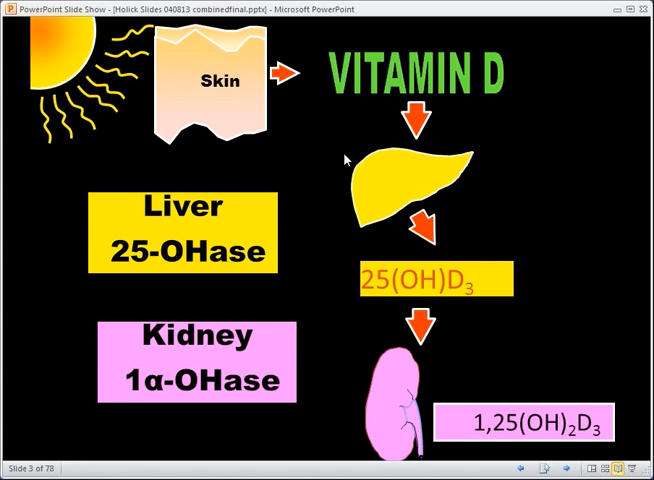 PowerPoint Slide Show - [Holick Slides 040813 combinedfinal.pptx] - Microsoft PowerPoint
Skin
VITAMIN D
Liver
25-OHase
25(OH)D₃
Kidney
1α-OHase
1,25(OH)₂D₃
Slide 3 of 78